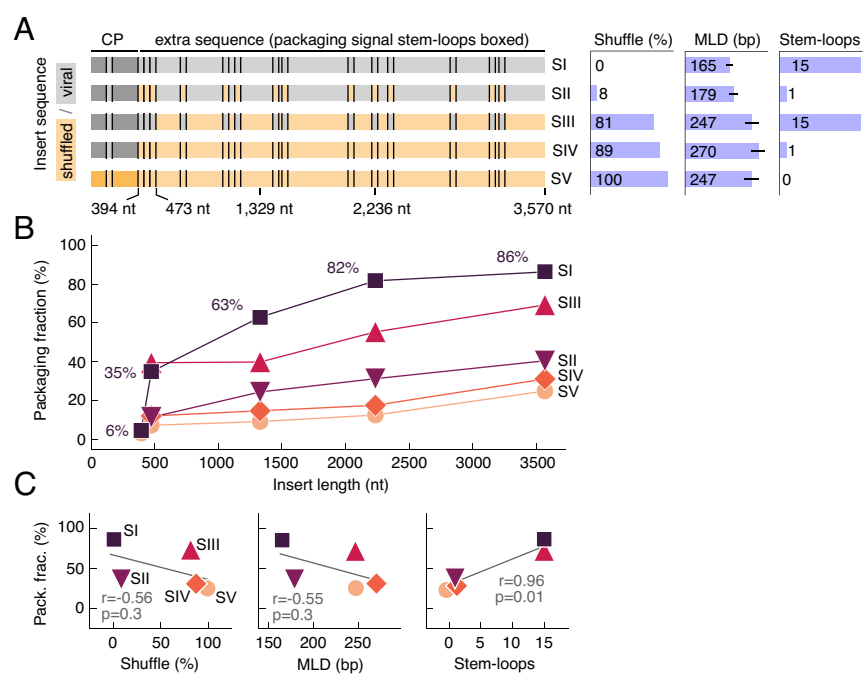 A
CP
extra sequence (packaging signal stem-loops boxed)
Shuffle (%)
MLD (bp)
Stem-loops
Insert sequence
shuffled / viral
SI
0
165
15
SII
8
179
1
SIII
81
247
15
SIV
89
270
1
SV
100
247
0
394 nt
473 nt
1,329 nt
2,236 nt
3,570 nt
B
Packaging fraction (%)
100
80
60
40
20
0
6%
35%
63%
82%
86%
SI
SIII
SII
SIV
SV
0
500
1000
1500
2000
2500
3000
3500
Insert length (nt)
C
Pack. frac. (%)
100
50
0
SI
SIII
SII
SIV
SV
r=-0.56
p=0.3
0
50
100
Shuffle (%)
r=-0.55
p=0.3
150
200
250
MLD (bp)
r=0.96
p=0.01
0
5
10
15
Stem-loops